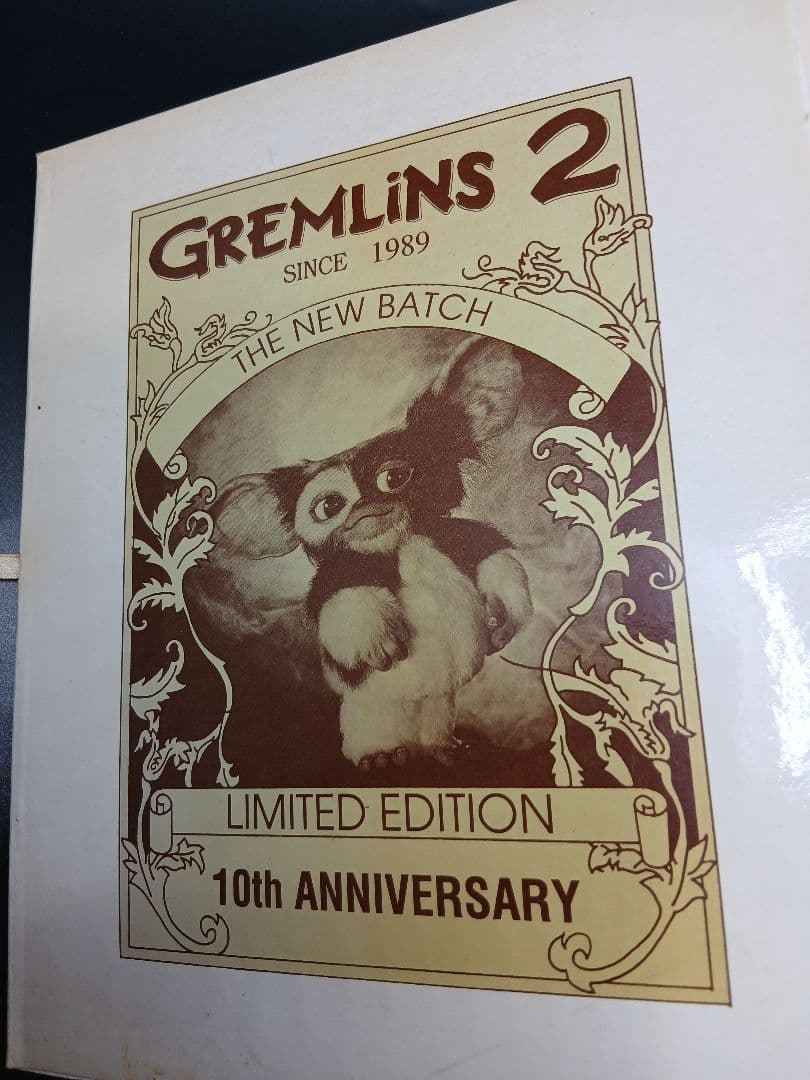 GREMLiNS 2
SINCE 1989
THE NEW BATCH
LIMITED EDITION
10th ANNIVERSARY